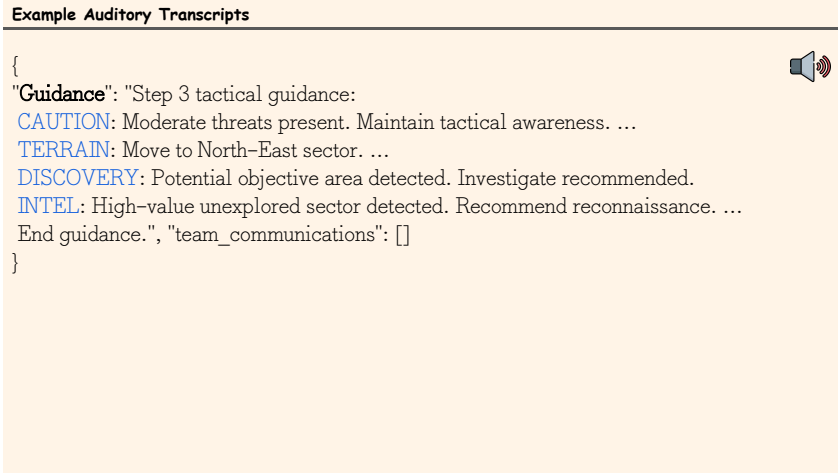 Example Auditory Transcripts
{
"Guidance": "Step 3 tactical guidance:
CAUTION: Moderate threats present. Maintain tactical awareness. ...
TERRAIN: Move to North-East sector. ...
DISCOVERY: Potential objective area detected. Investigate recommended.
INTEL: High-value unexplored sector detected. Recommend reconnaissance. ...
End guidance.", "team_communications": []
}